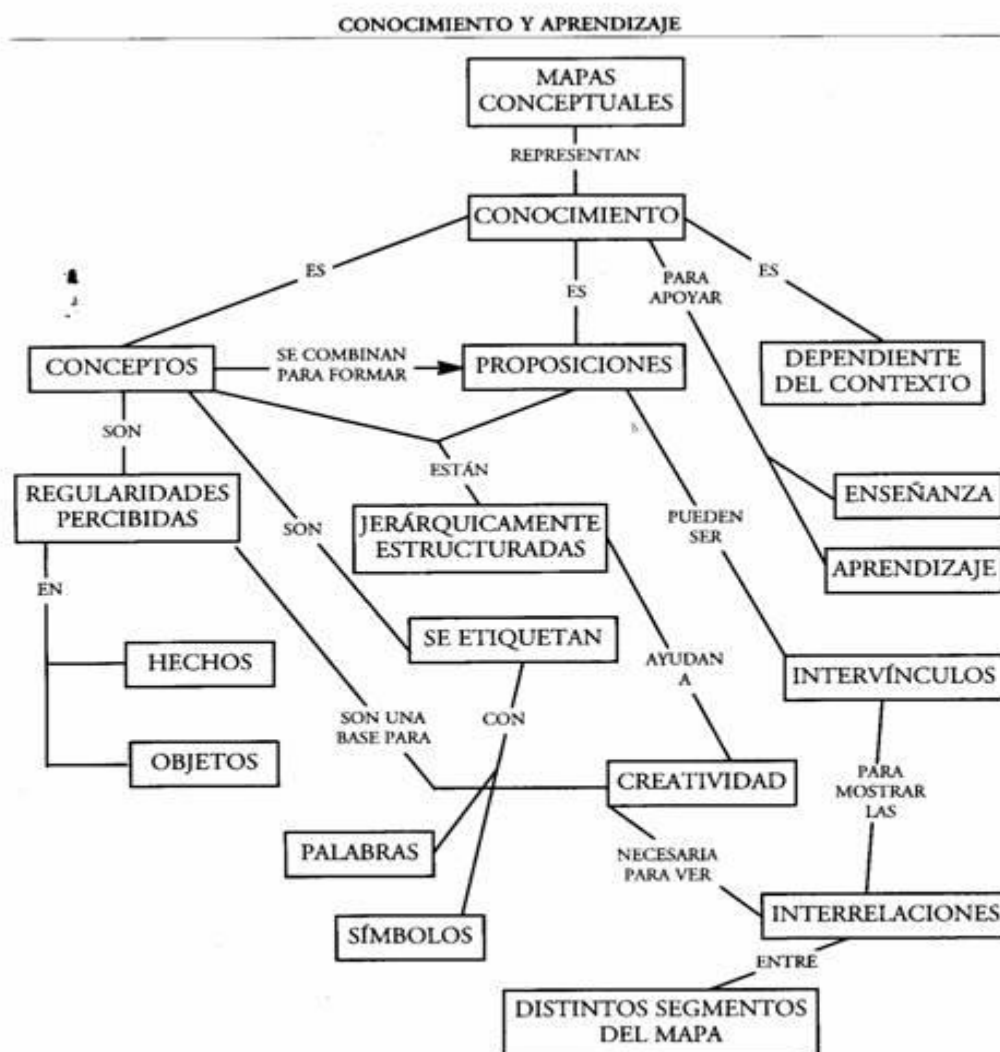 CONOCIMIENTO Y APRENDIZAJE
MAPAS
CONCEPTUALES
REPRESENTAN
CONOCIMIENTO
ES
ES
PARA
APOYAR
ES
CONCEPTOS
SE COMBINAN
PARA FORMAR
PROPOSICIONES
DEPENDIENTE
DEL CONTEXTO
SON
ESTÁN
REGULARIDADES
PERCIBIDAS
SON
JERÁRQUICAMENTE
ESTRUCTURADAS
PUEDEN
SER
ENSEÑANZA
APRENDIZAJE
EN
HECHOS
SE ETIQUETAN
AYUDAN
A
INTERVÍNCULOS
SON UNA
BASE PARA
CON
OBJETOS
CREATIVIDAD
PARA
MOSTRAR
LAS
PALABRAS
NECESARIA
PARA VER
SÍMBOLOS
INTERRELACIONES
ENTRE
DISTINTOS SEGMENTOS
DEL MAPA